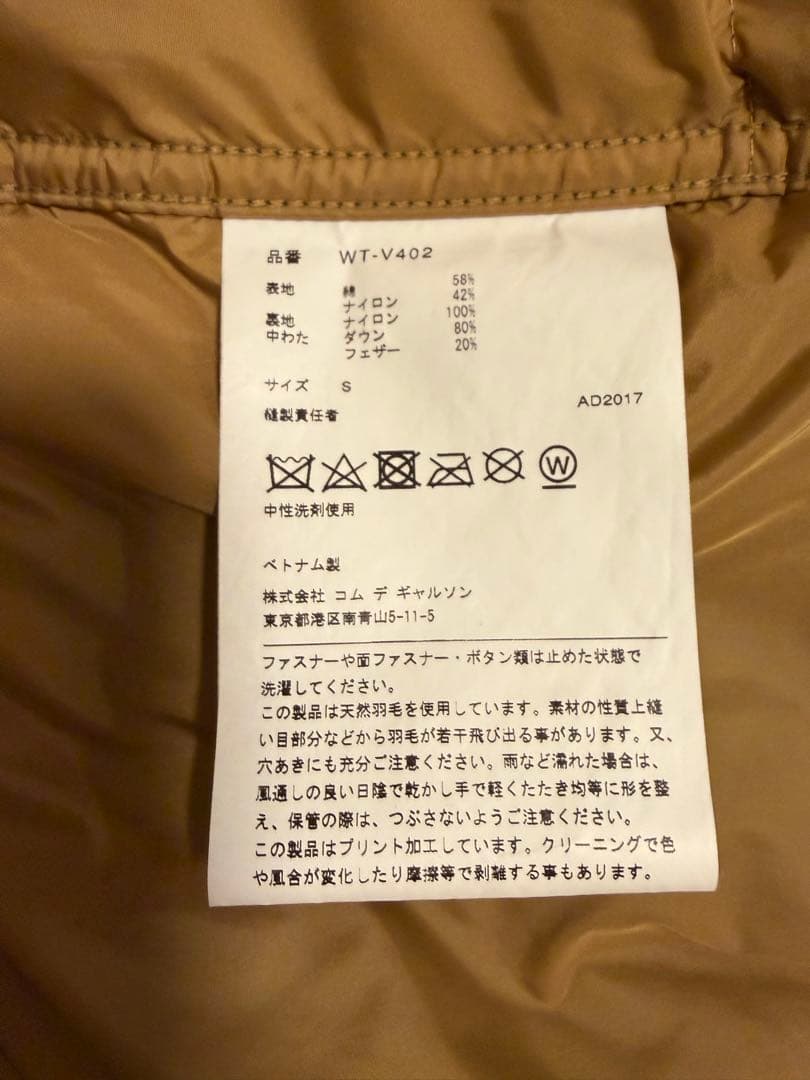 品番 WT-V402
表地 綿 58%
ナイロン 42%
裏地 ナイロン 100%
中わた ダウン 80%
フェザー 20%
サイズ S
AD2017
縫製責任者
W
中性洗剤使用
ベトナム製
株式会社 コム デ ギャルソン
東京都港区南青山5-11-5
ファスナーや面ファスナー・ボタン類は止めた状態で
洗濯してください。
この製品は天然羽毛を使用しています。素材の性質上縫
い目部分などから羽毛が若干飛び出る事があります。又、
穴あきにも充分ご注意ください。雨など濡れた場合は、
風通しの良い日陰で乾かし手で軽くたたき均等に形を整
え、保管の際は、つぶさないようご注意ください。
この製品はプリント加工しています。クリーニングで色
や風合が変化したり摩擦等で剥離する事もあります。